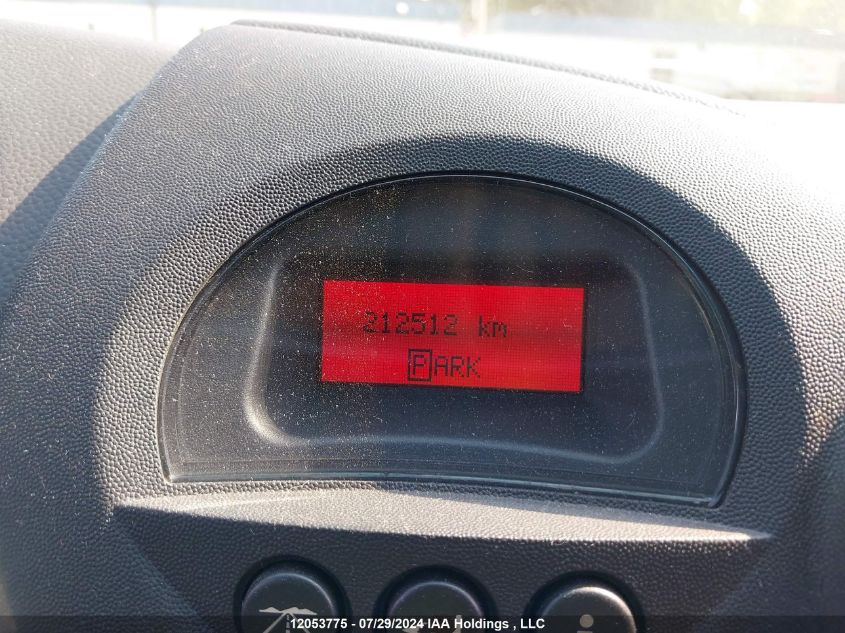 212512 km
PARK
i
12053775 - 07/29/2024 IAA Holdings , LLC